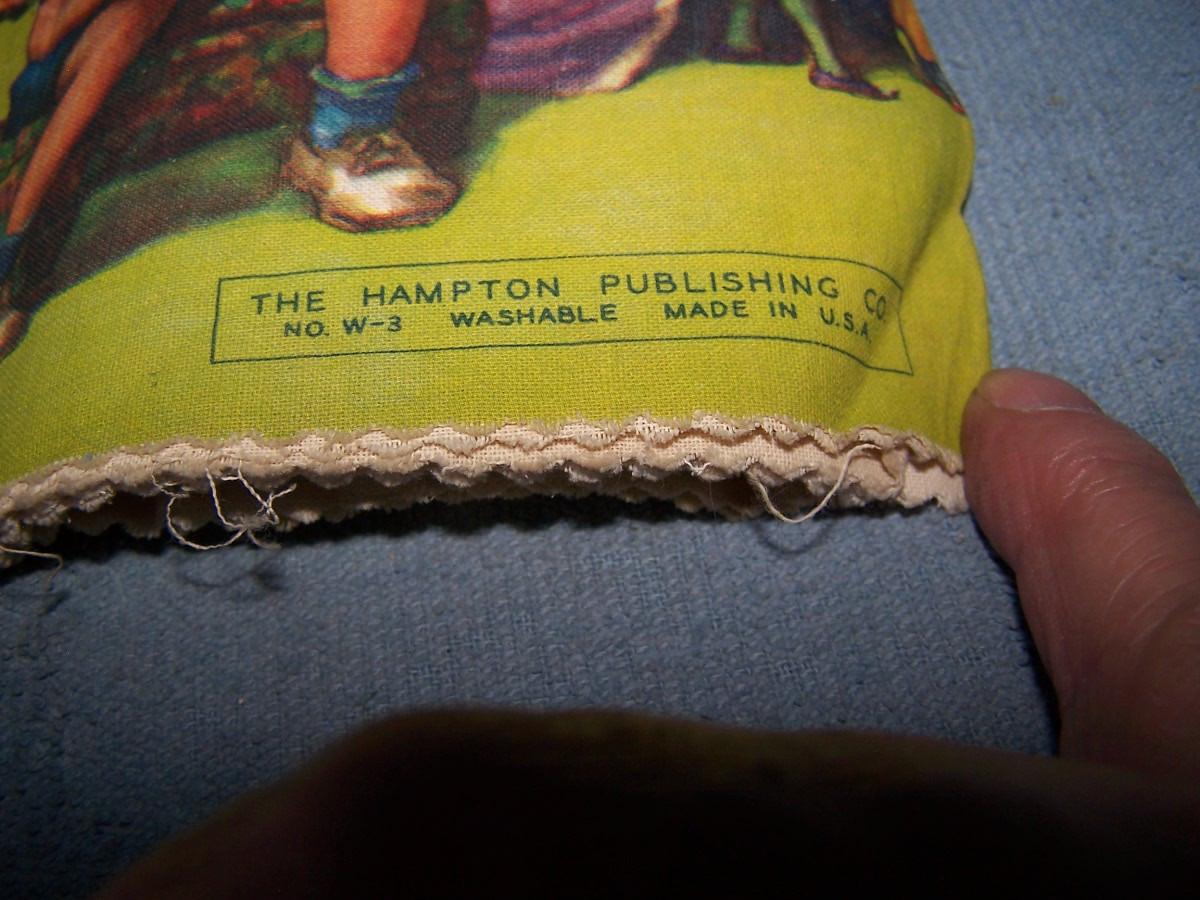 THE HAMPTON PUBLISHING CO
NO. W-3 WASHABLE MADE IN U.S.A.